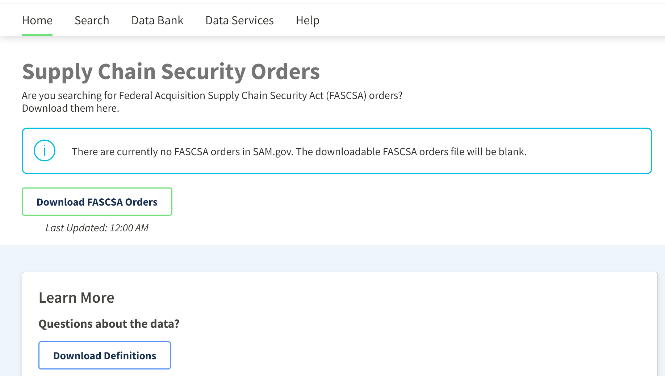 Home Search Data Bank Data Services Help
Supply Chain Security Orders
Are you searching for Federal Acquisition Supply Chain Security Act (FASCSA) orders?
Download them here.
There are currently no FASCSA orders in SAM.gov. The downloadable FASCSA orders file will be blank.
Download FASCSA Orders
Last Updated: 12:00 AM
Learn More
Questions about the data?
Download Definitions